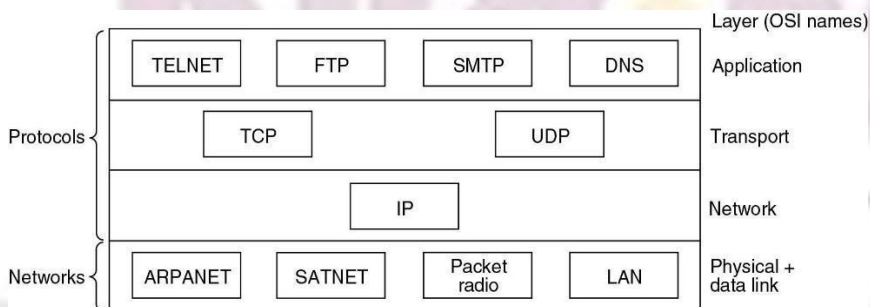 Layer (OSI names)
TELNET FTP SMTP DNS Application
Protocols
TCP UDP Transport
IP Network
Networks
ARPANET SATNET Packet radio LAN Physical + data link